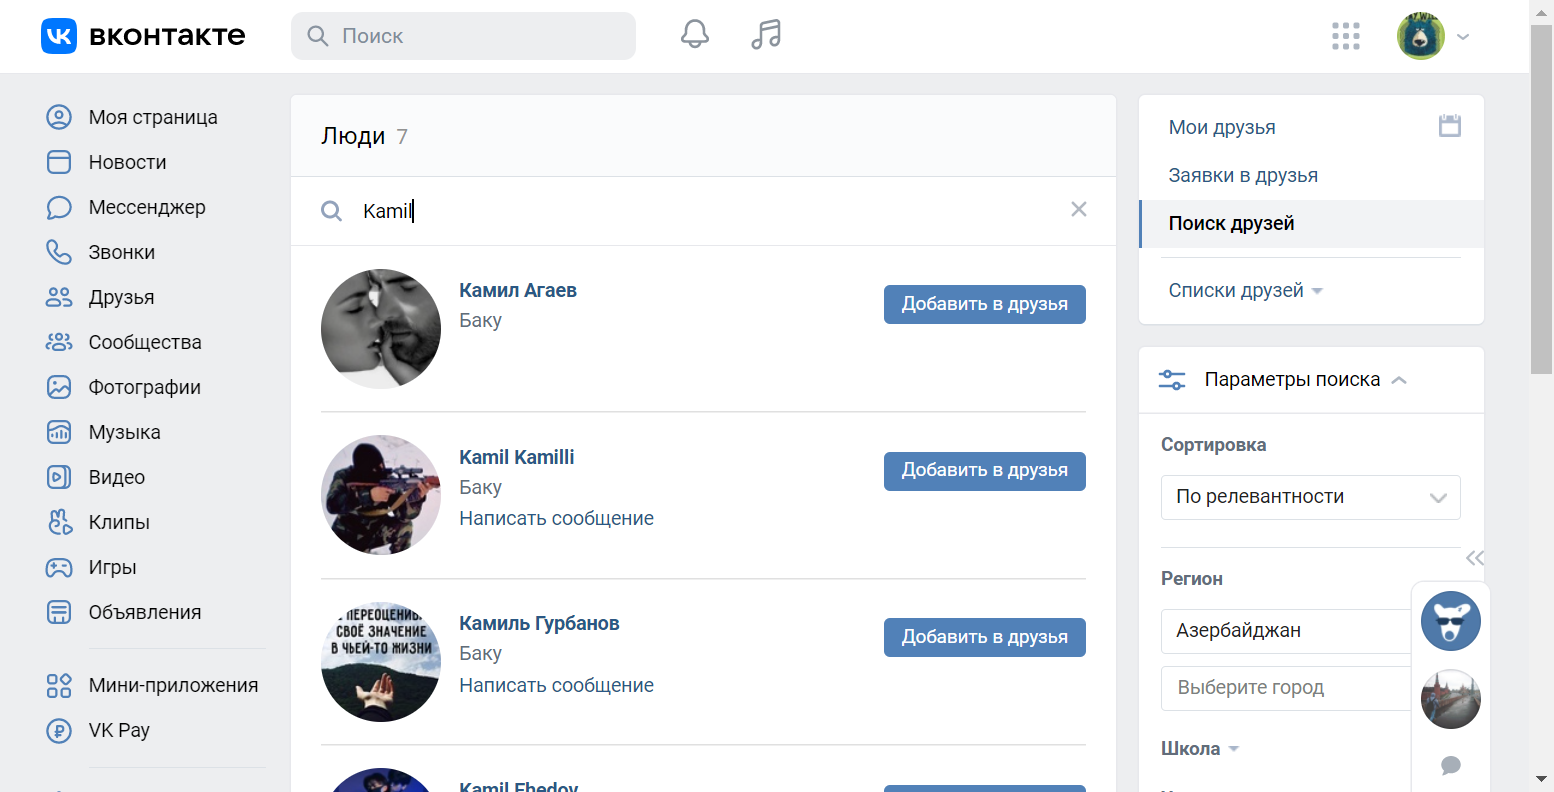 вконтакте
Поиск
Моя страница
Новости
Мессенджер
Звонки
Друзья
Сообщества
Фотографии
Музыка
Видео
Клипы
Игры
Объявления
Мини-приложения
VK Pay
Люди 7
Kamil
Камил Агаев
Баку
Добавить в друзья
Kamil Kamilli
Баку
Написать сообщение
Добавить в друзья
ПЕРЕОЦЕНИВ
СВОЁ ЗНАЧЕНИЕ
В ЧЬЕЙ-ТО ЖИЗНИ
Камиль Гурбанов
Баку
Написать сообщение
Добавить в друзья
Kamil
Мои друзья
Заявки в друзья
Поиск друзей
Списки друзей
Параметры поиска
Сортировка
По релевантности
Регион
Азербайджан
Выберите город
Школа